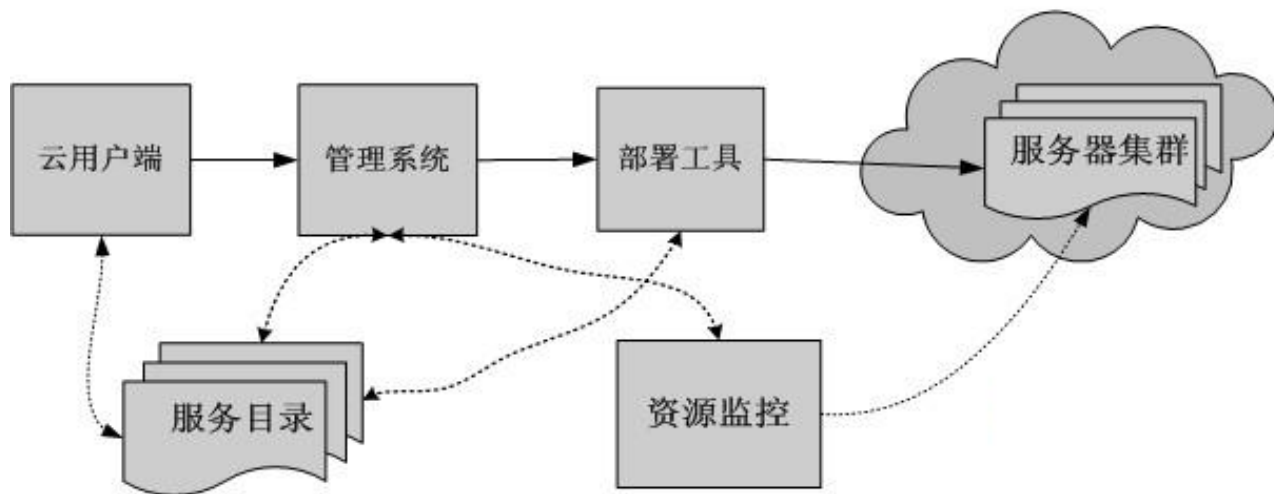 云用户端
管理系统
部署工具
服务器集群
服务目录
资源监控